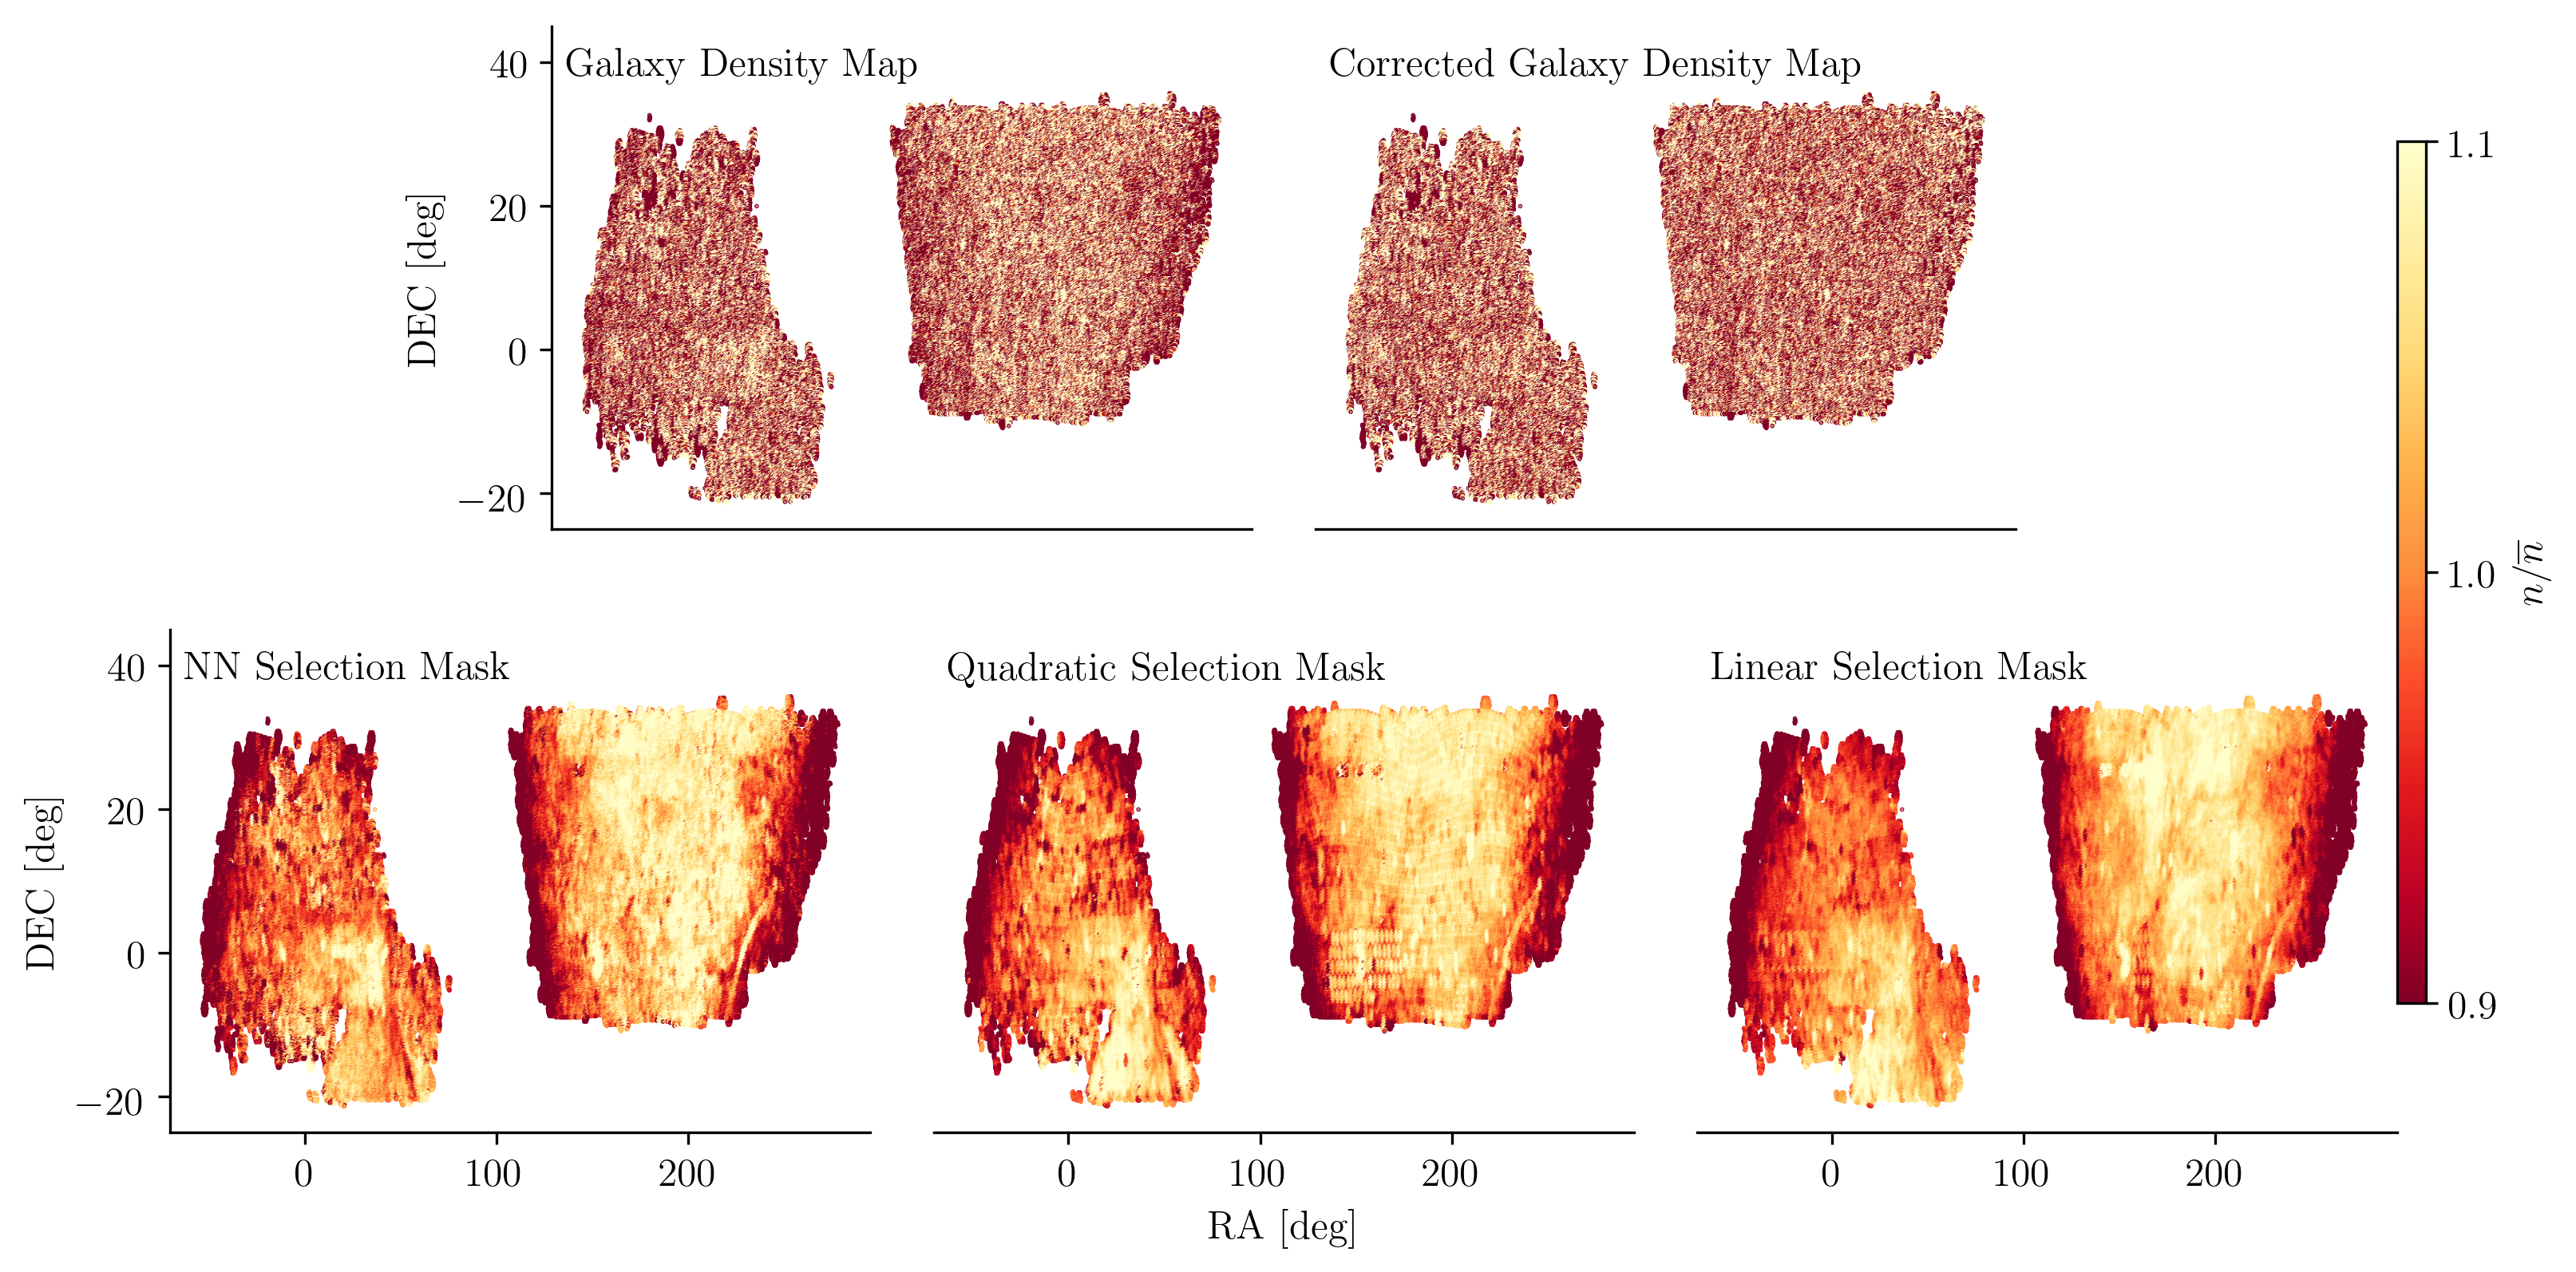 Galaxy Density Map
Corrected Galaxy Density Map
40
20
0
−20
DEC [deg]
1.1
1.0
0.9
n/n̅
NN Selection Mask
Quadratic Selection Mask
Linear Selection Mask
40
20
0
−20
DEC [deg]
0 100 200
0 100 200
0 100 200
RA [deg]